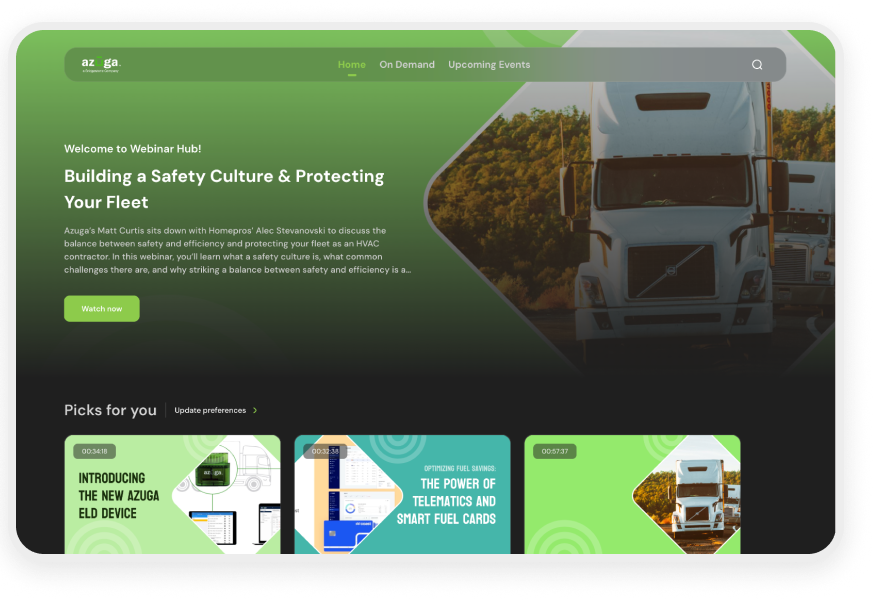 azuga
Home On Demand Upcoming Events
Welcome to Webinar Hub!
Building a Safety Culture & Protecting
Your Fleet
Azuga's Matt Curtis sits down with Homepros' Alec Stevanovski to discuss the
balance between safety and efficiency and protecting your fleet as an HVAC
contractor. In this webinar, you'll learn what a safety culture is, what common
challenges there are, and why striking a balance between safety and efficiency is a...
Watch now
Picks for you
Update preferences
00:34:18
INTRODUCING
THE NEW AZUGA
ELD DEVICE
00:32:38
OPTIMIZING FUEL SAVINGS:
THE POWER OF
TELEMATICS AND
SMART FUEL CARDS
00:57:37